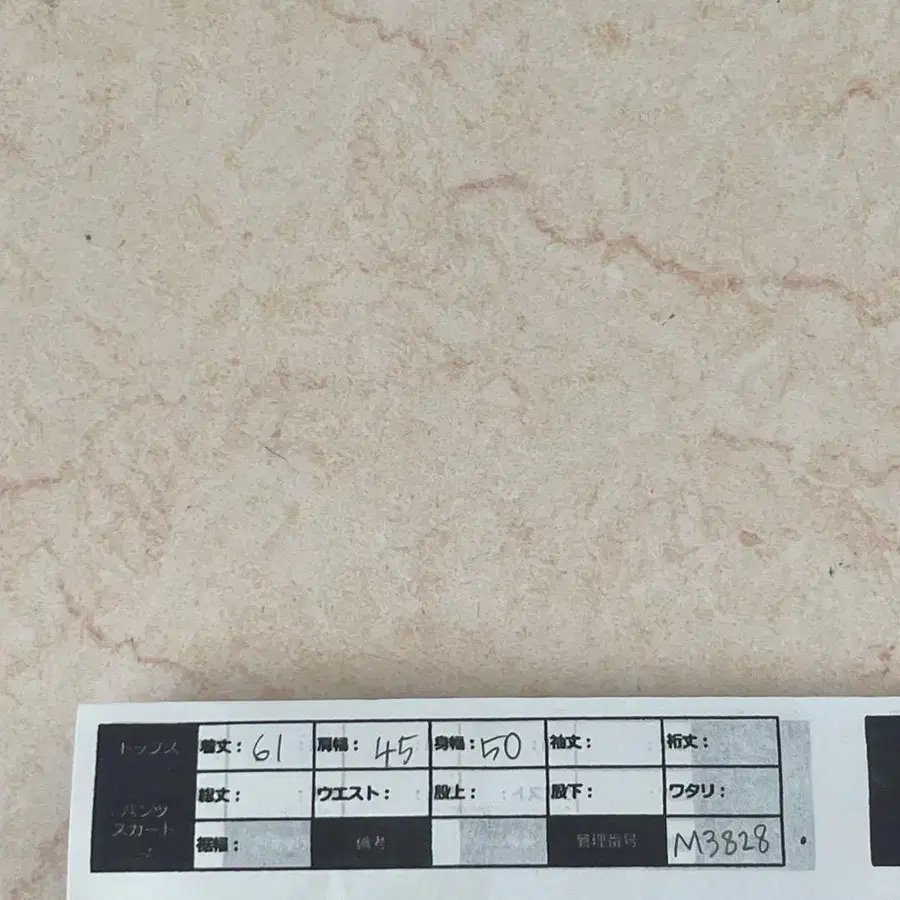 トップス 着丈: 61 肩幅: 45 身幅: 50 袖丈: 裄丈:
パンツ 総丈: ウエスト: 股上: 股下: ワタリ:
スカート 裾幅: 備考 管理番号 M3828